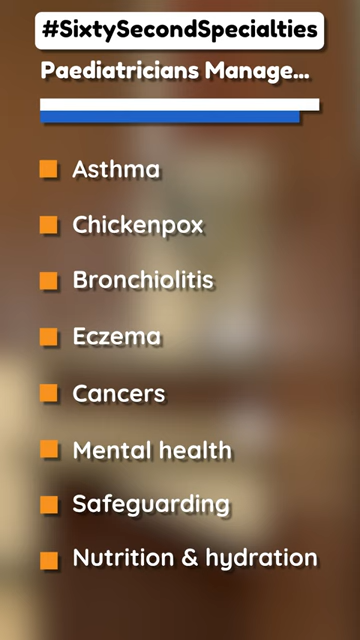 #SixtySecondSpecialties
Paediatricians Manage...
Asthma
Chickenpox
Bronchiolitis
Eczema
Cancers
Mental health
Safeguarding
Nutrition & hydration